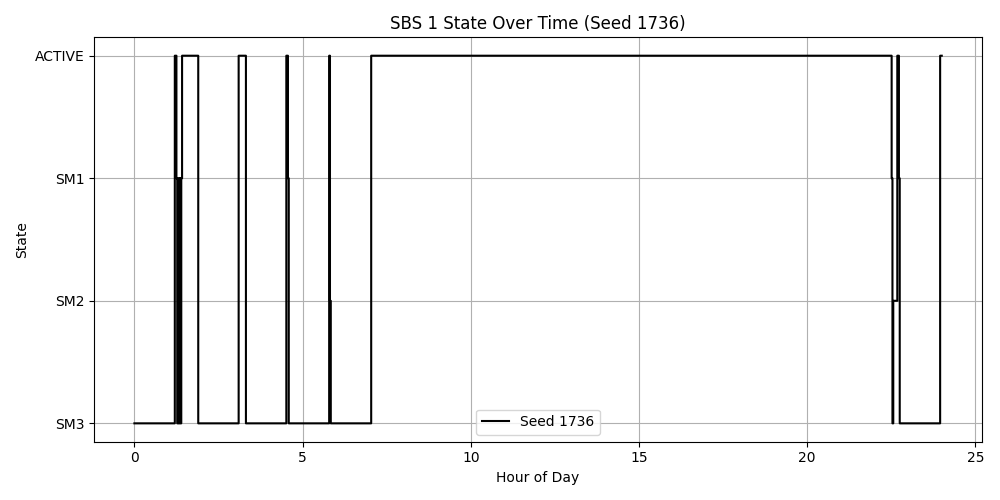 SBS 1 State Over Time (Seed 1736)
ACTIVE
SM1
SM2
SM3
State
0 5 10 15 20 25
Hour of Day
Seed 1736